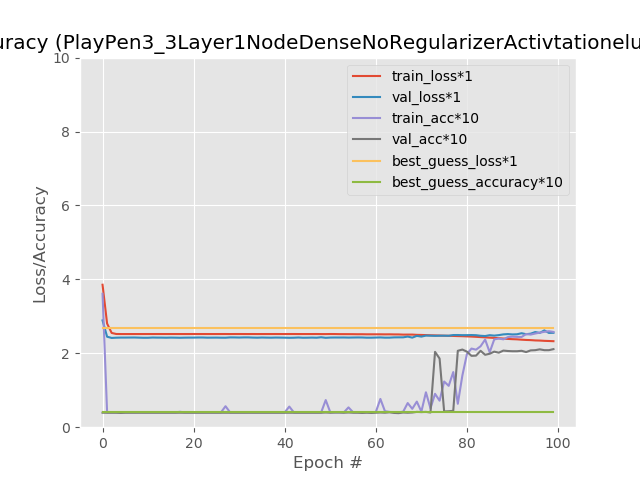 uracy (PlayPen3_3Layer1NodeDenseNoRegularizerActivtationelu
10
8
6
4
2
0
Loss/Accuracy
train_loss*1
val_loss*1
train_acc*10
val_acc*10
best_guess_loss*1
best_guess_accuracy*10
0 20 40 60 80 100
Epoch #